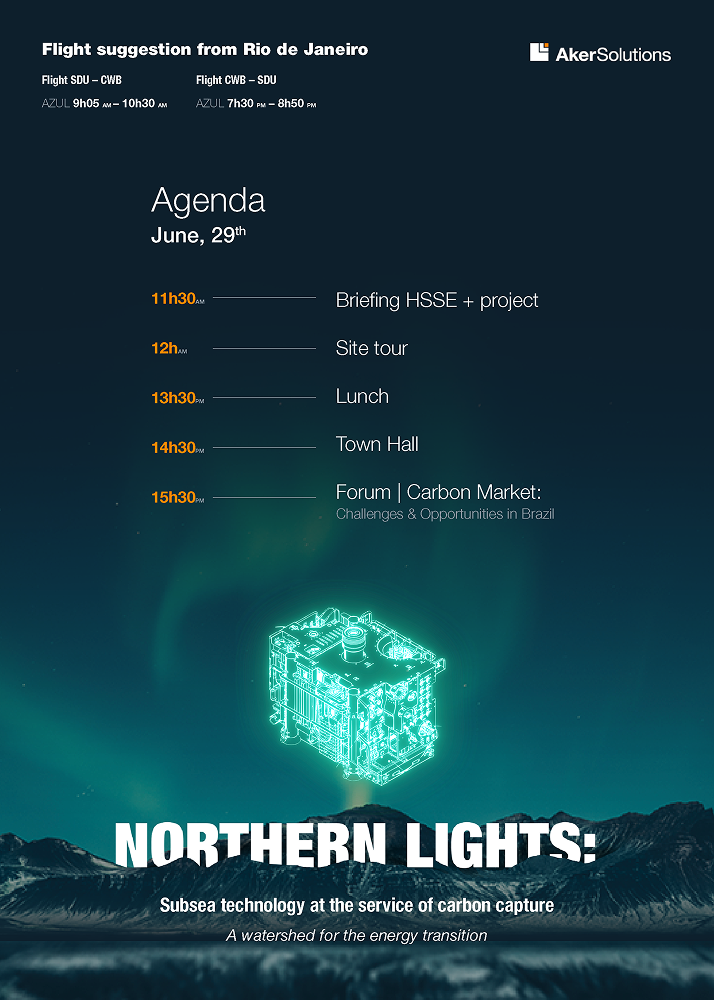 Flight suggestion from Rio de Janeiro
AkerSolutions
Flight SDU – CWB
AZUL 9h05 AM – 10h30 AM
Flight CWB – SDU
AZUL 7h30 PM – 8h50 PM
Agenda
June, 29th
11h30AM Briefing HSSE + project
12hAM Site tour
13h30PM Lunch
14h30PM Town Hall
15h30PM Forum | Carbon Market:
Challenges & Opportunities in Brazil
NORTHERN LIGHTS:
Subsea technology at the service of carbon capture
A watershed for the energy transition